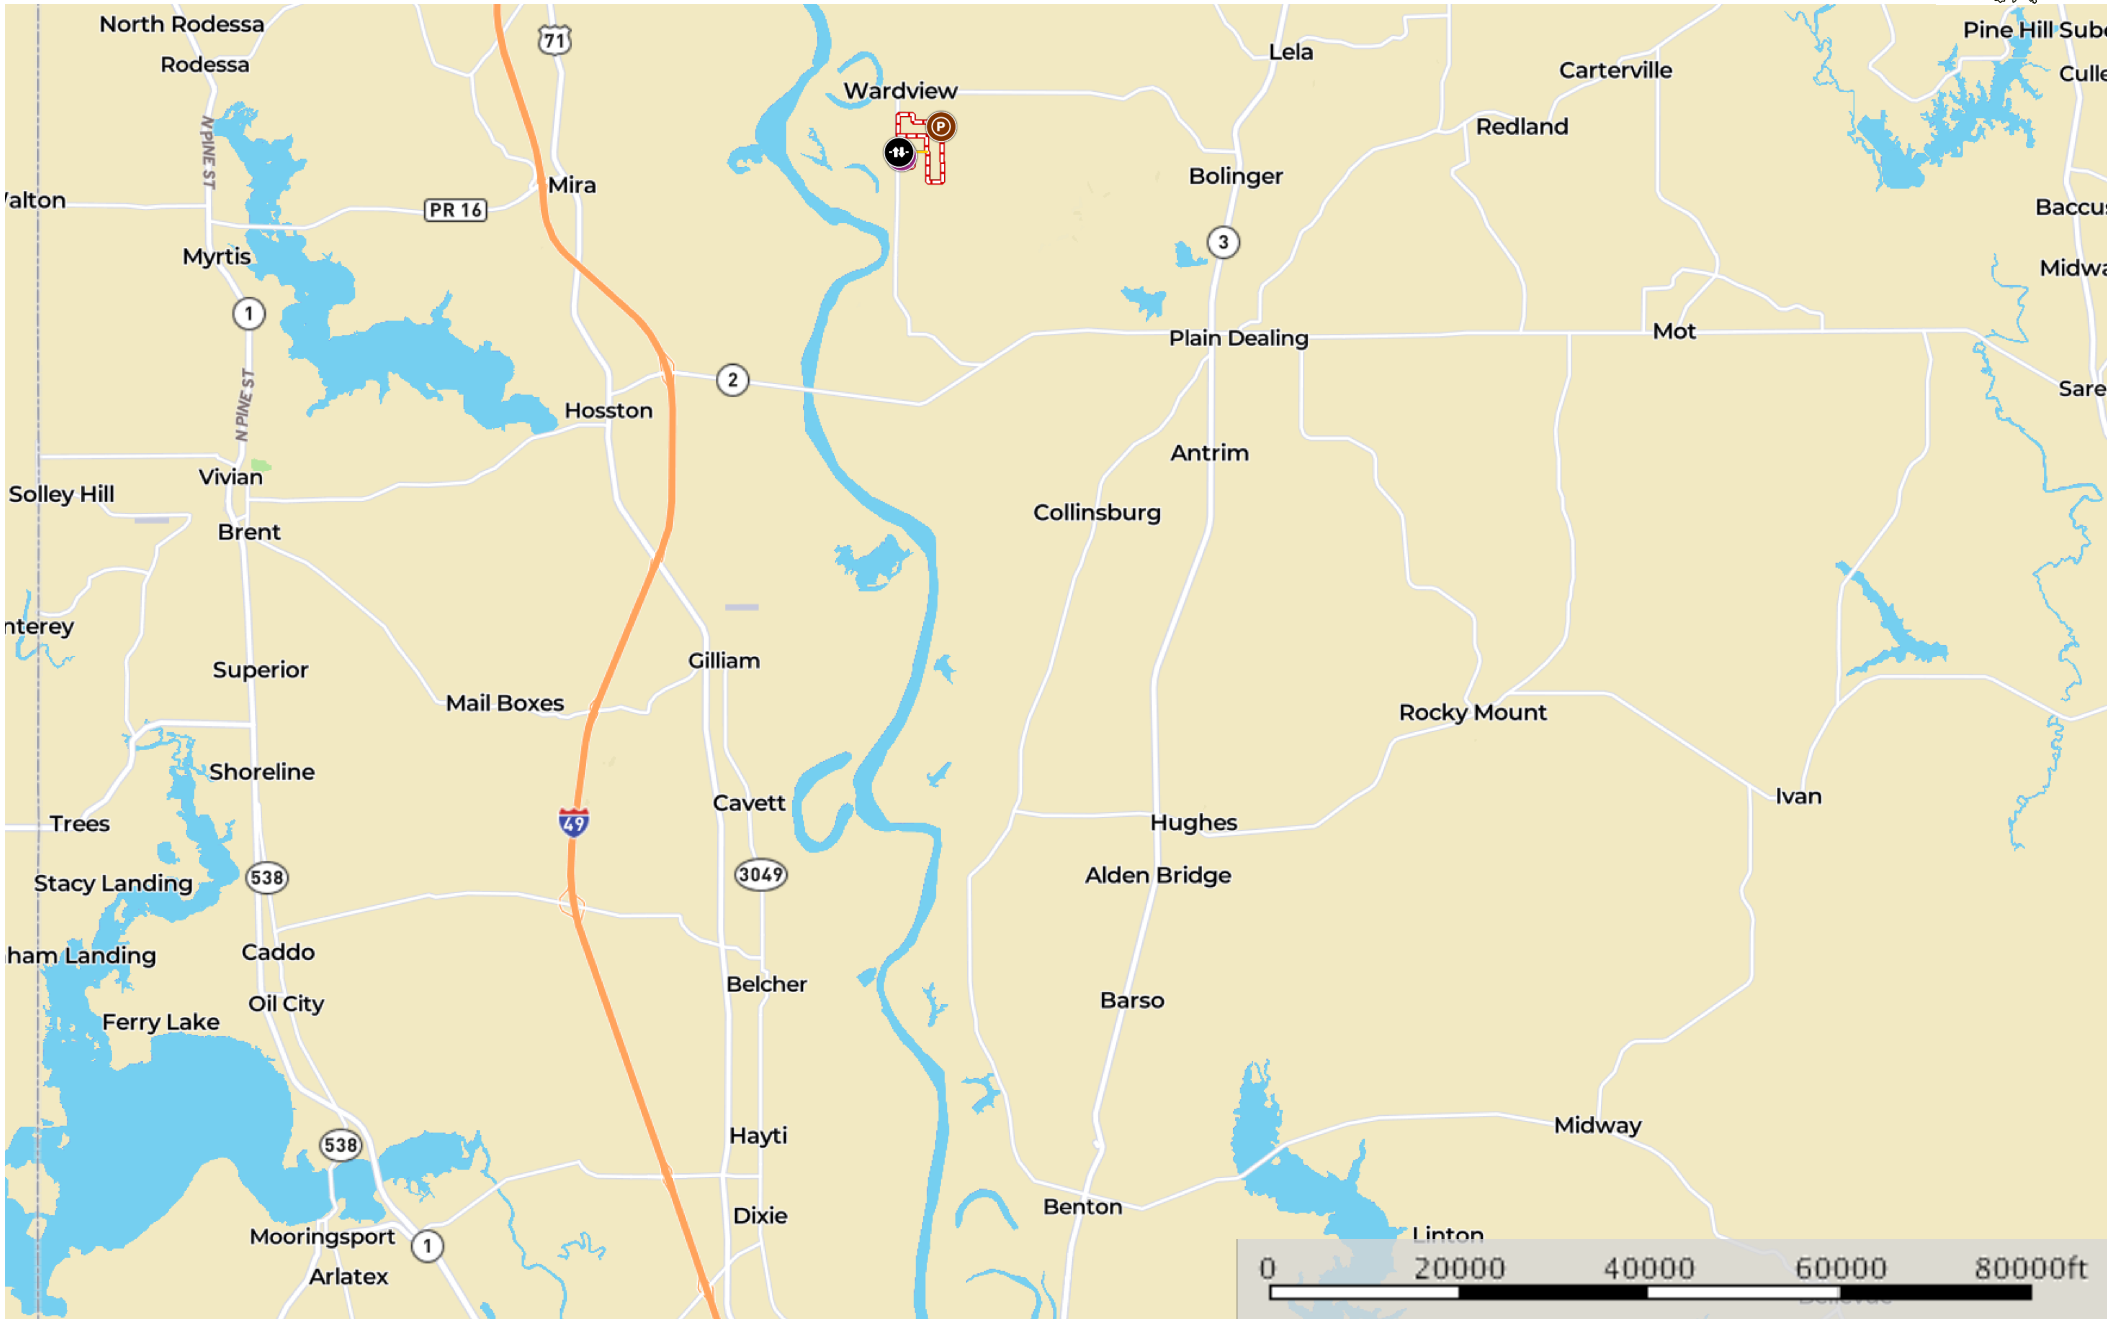 North Rodessa
71
Pine Hill Sub
Lela
Rodessa
Carterville
Culle
Wardview
P
Redland
N PINE ST
Mira
Bolinger
alton
PR 16
Baccu
3
Myrtis
Midwa
1
Plain Dealing
Mot
2
Sare
N PINE ST
Hosston
Antrim
Vivian
Solley Hill
Collinsburg
Brent
nterey
Gilliam
Superior
Mail Boxes
Rocky Mount
Shoreline
Ivan
Cavett
49
Trees
Hughes
538
3049
Stacy Landing
Alden Bridge
Caddo
ham Landing
Belcher
Oil City
Barso
Ferry Lake
Midway
Hayti
538
Benton
Dixie
Mooringsport
1
Linton
Arlatex
0 20000 40000 60000 80000ft